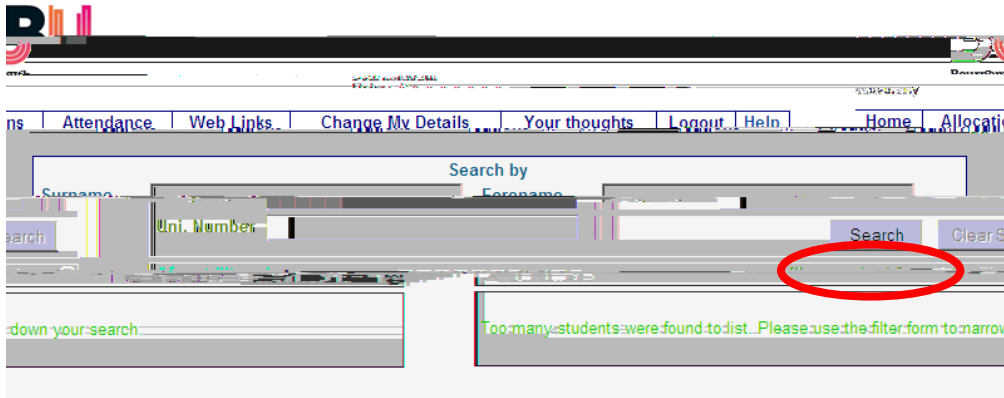 BU
ns Attendance Web Links Change My Details Your thoughts Logout Help Home Allocati
Search by
Surname Forename
Uni. Number
earch Search Clear S
down your search. Too many students were found to list. Please use the filter form to narrow